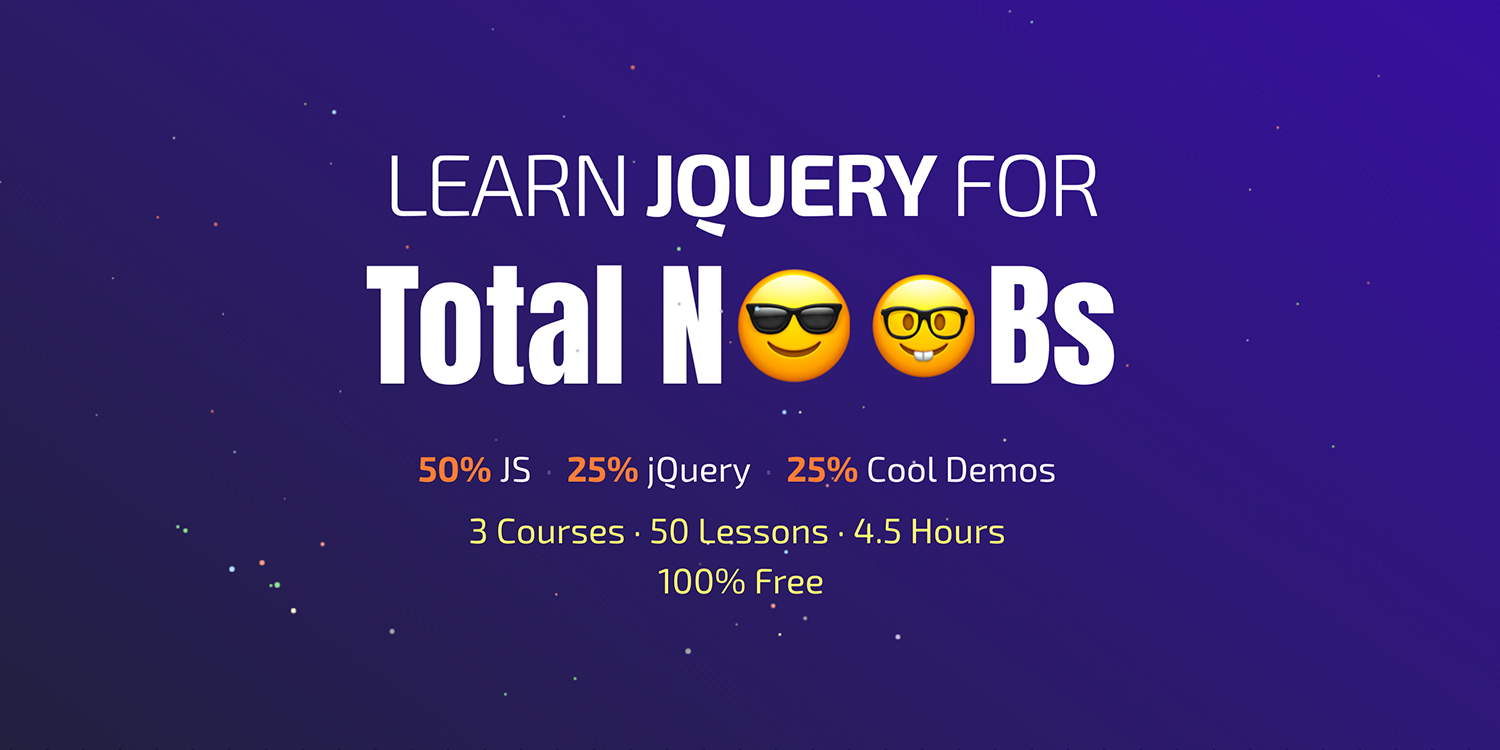 LEARN JQUERY FOR
Total N😎🤓Bs
50% JS · 25% jQuery · 25% Cool Demos
3 Courses · 50 Lessons · 4.5 Hours
100% Free